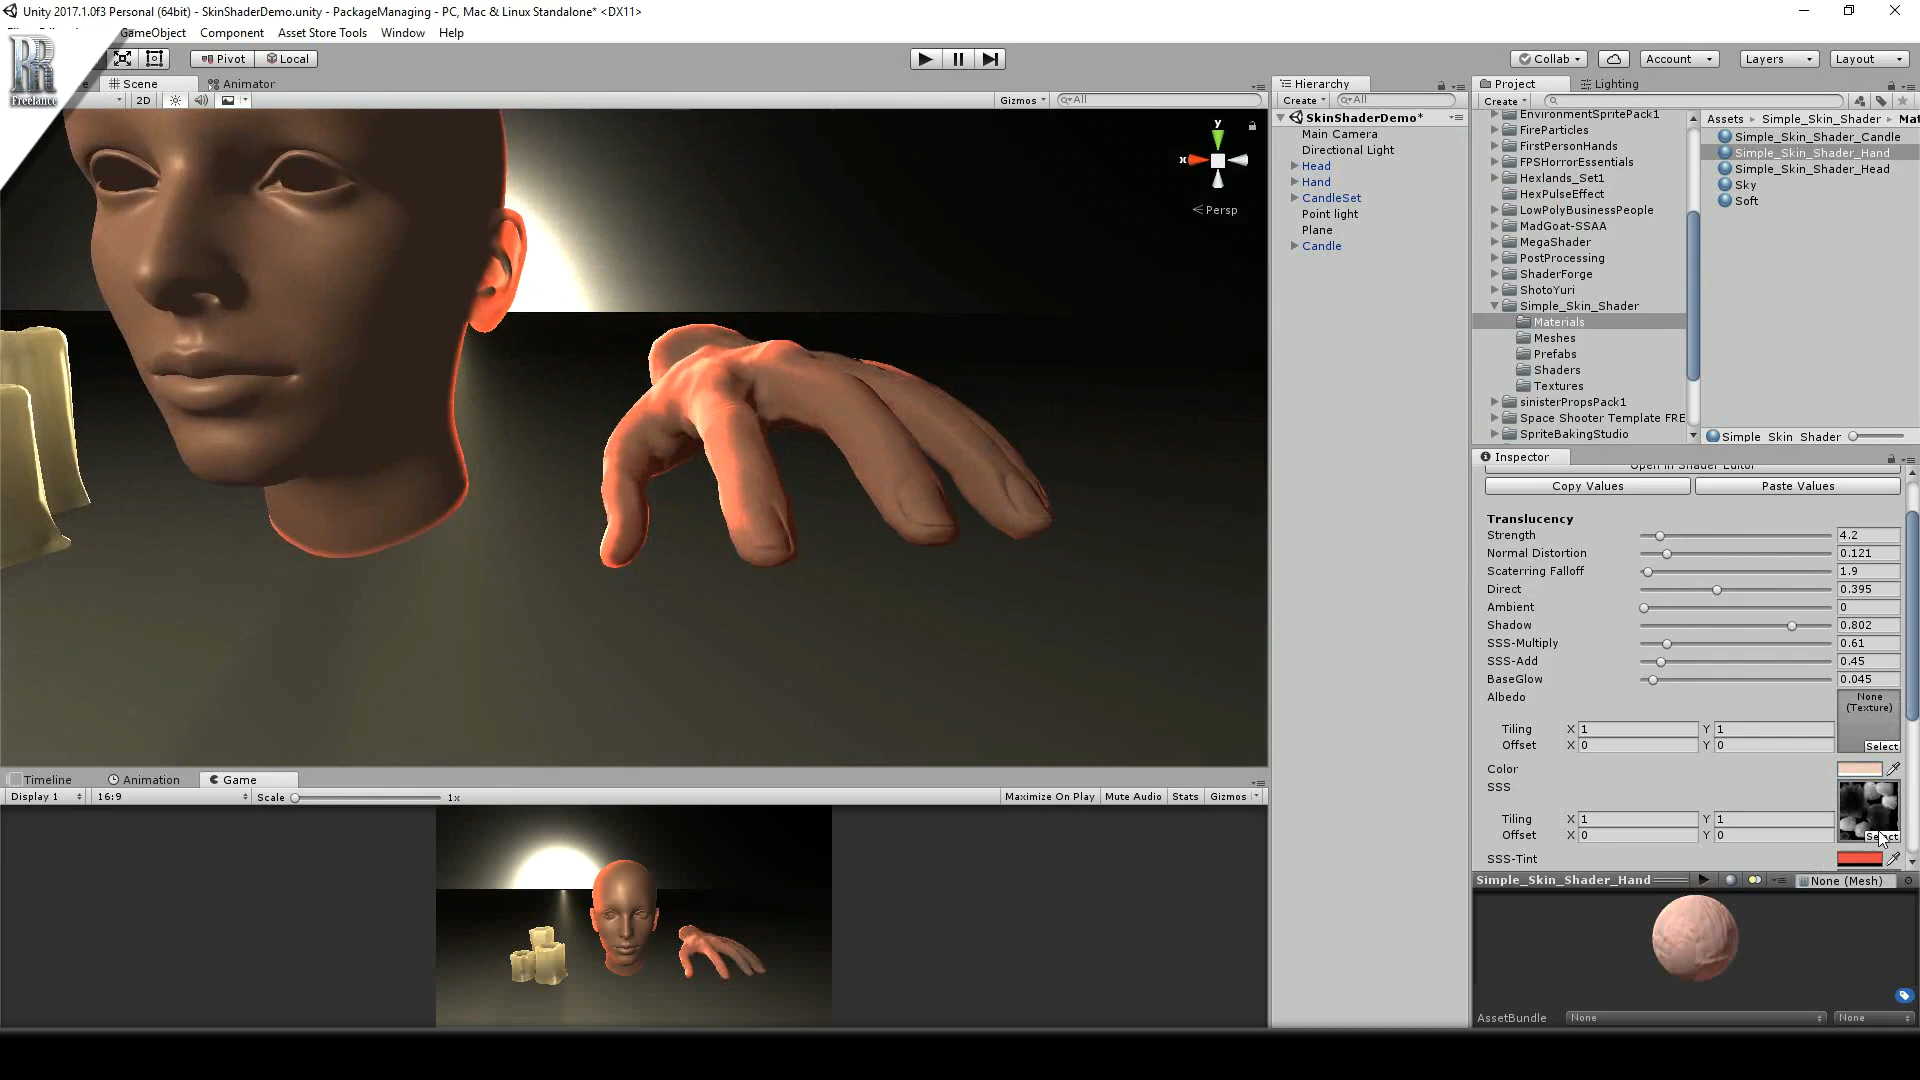 Unity 2017.1.0f3 Personal (64bit) - SkinShaderDemo.unity - PackageManaging - PC, Mac & Linux Standalone* <DX11>
GameObject Component Asset Store Tools Window Help
RR
Freelance
Pivot Local
Collab Account Layers Layout
Scene Animator
2D Gizmos All
y
x
Persp
Hierarchy
Create All
SkinShaderDemo*
Main Camera
Directional Light
Head
Hand
CandleSet
Point light
Plane
Candle
Project Lighting
Create
EnvironmentSpritePack1
FireParticles
FirstPersonHands
FPSHorrorEssentials
Hexlands_Set1
HexPulseEffect
LowPolyBusinessPeople
MadGoat-SSAA
MegaShader
PostProcessing
ShaderForge
ShotoYuri
Simple_Skin_Shader
Materials
Meshes
Prefabs
Shaders
Textures
sinisterPropsPack1
Space Shooter Template FRE
SpriteBakingStudio
Assets Simple_Skin_Shader Mat
Simple_Skin_Shader_Candle
Simple_Skin_Shader_Hand
Simple_Skin_Shader_Head
Sky
Soft
Simple Skin Shader
Inspector
Open in Shader Editor
Copy Values Paste Values
Translucency
Strength 4.2
Normal Distortion 0.121
Scaterring Falloff 1.9
Direct 0.395
Ambient 0
Shadow 0.802
SSS-Multiply 0.61
SSS-Add 0.45
BaseGlow 0.045
Albedo None
(Texture)
Tiling X 1 Y 1
Offset X 0 Y 0 Select
Color
SSS
Tiling X 1 Y 1
Offset X 0 Y 0
SSS-Tint
Simple_Skin_Shader_Hand None (Mesh)
AssetBundle None None
Timeline Animation Game
Display 1 16:9 Scale 1x Maximize On Play Mute Audio Stats Gizmos